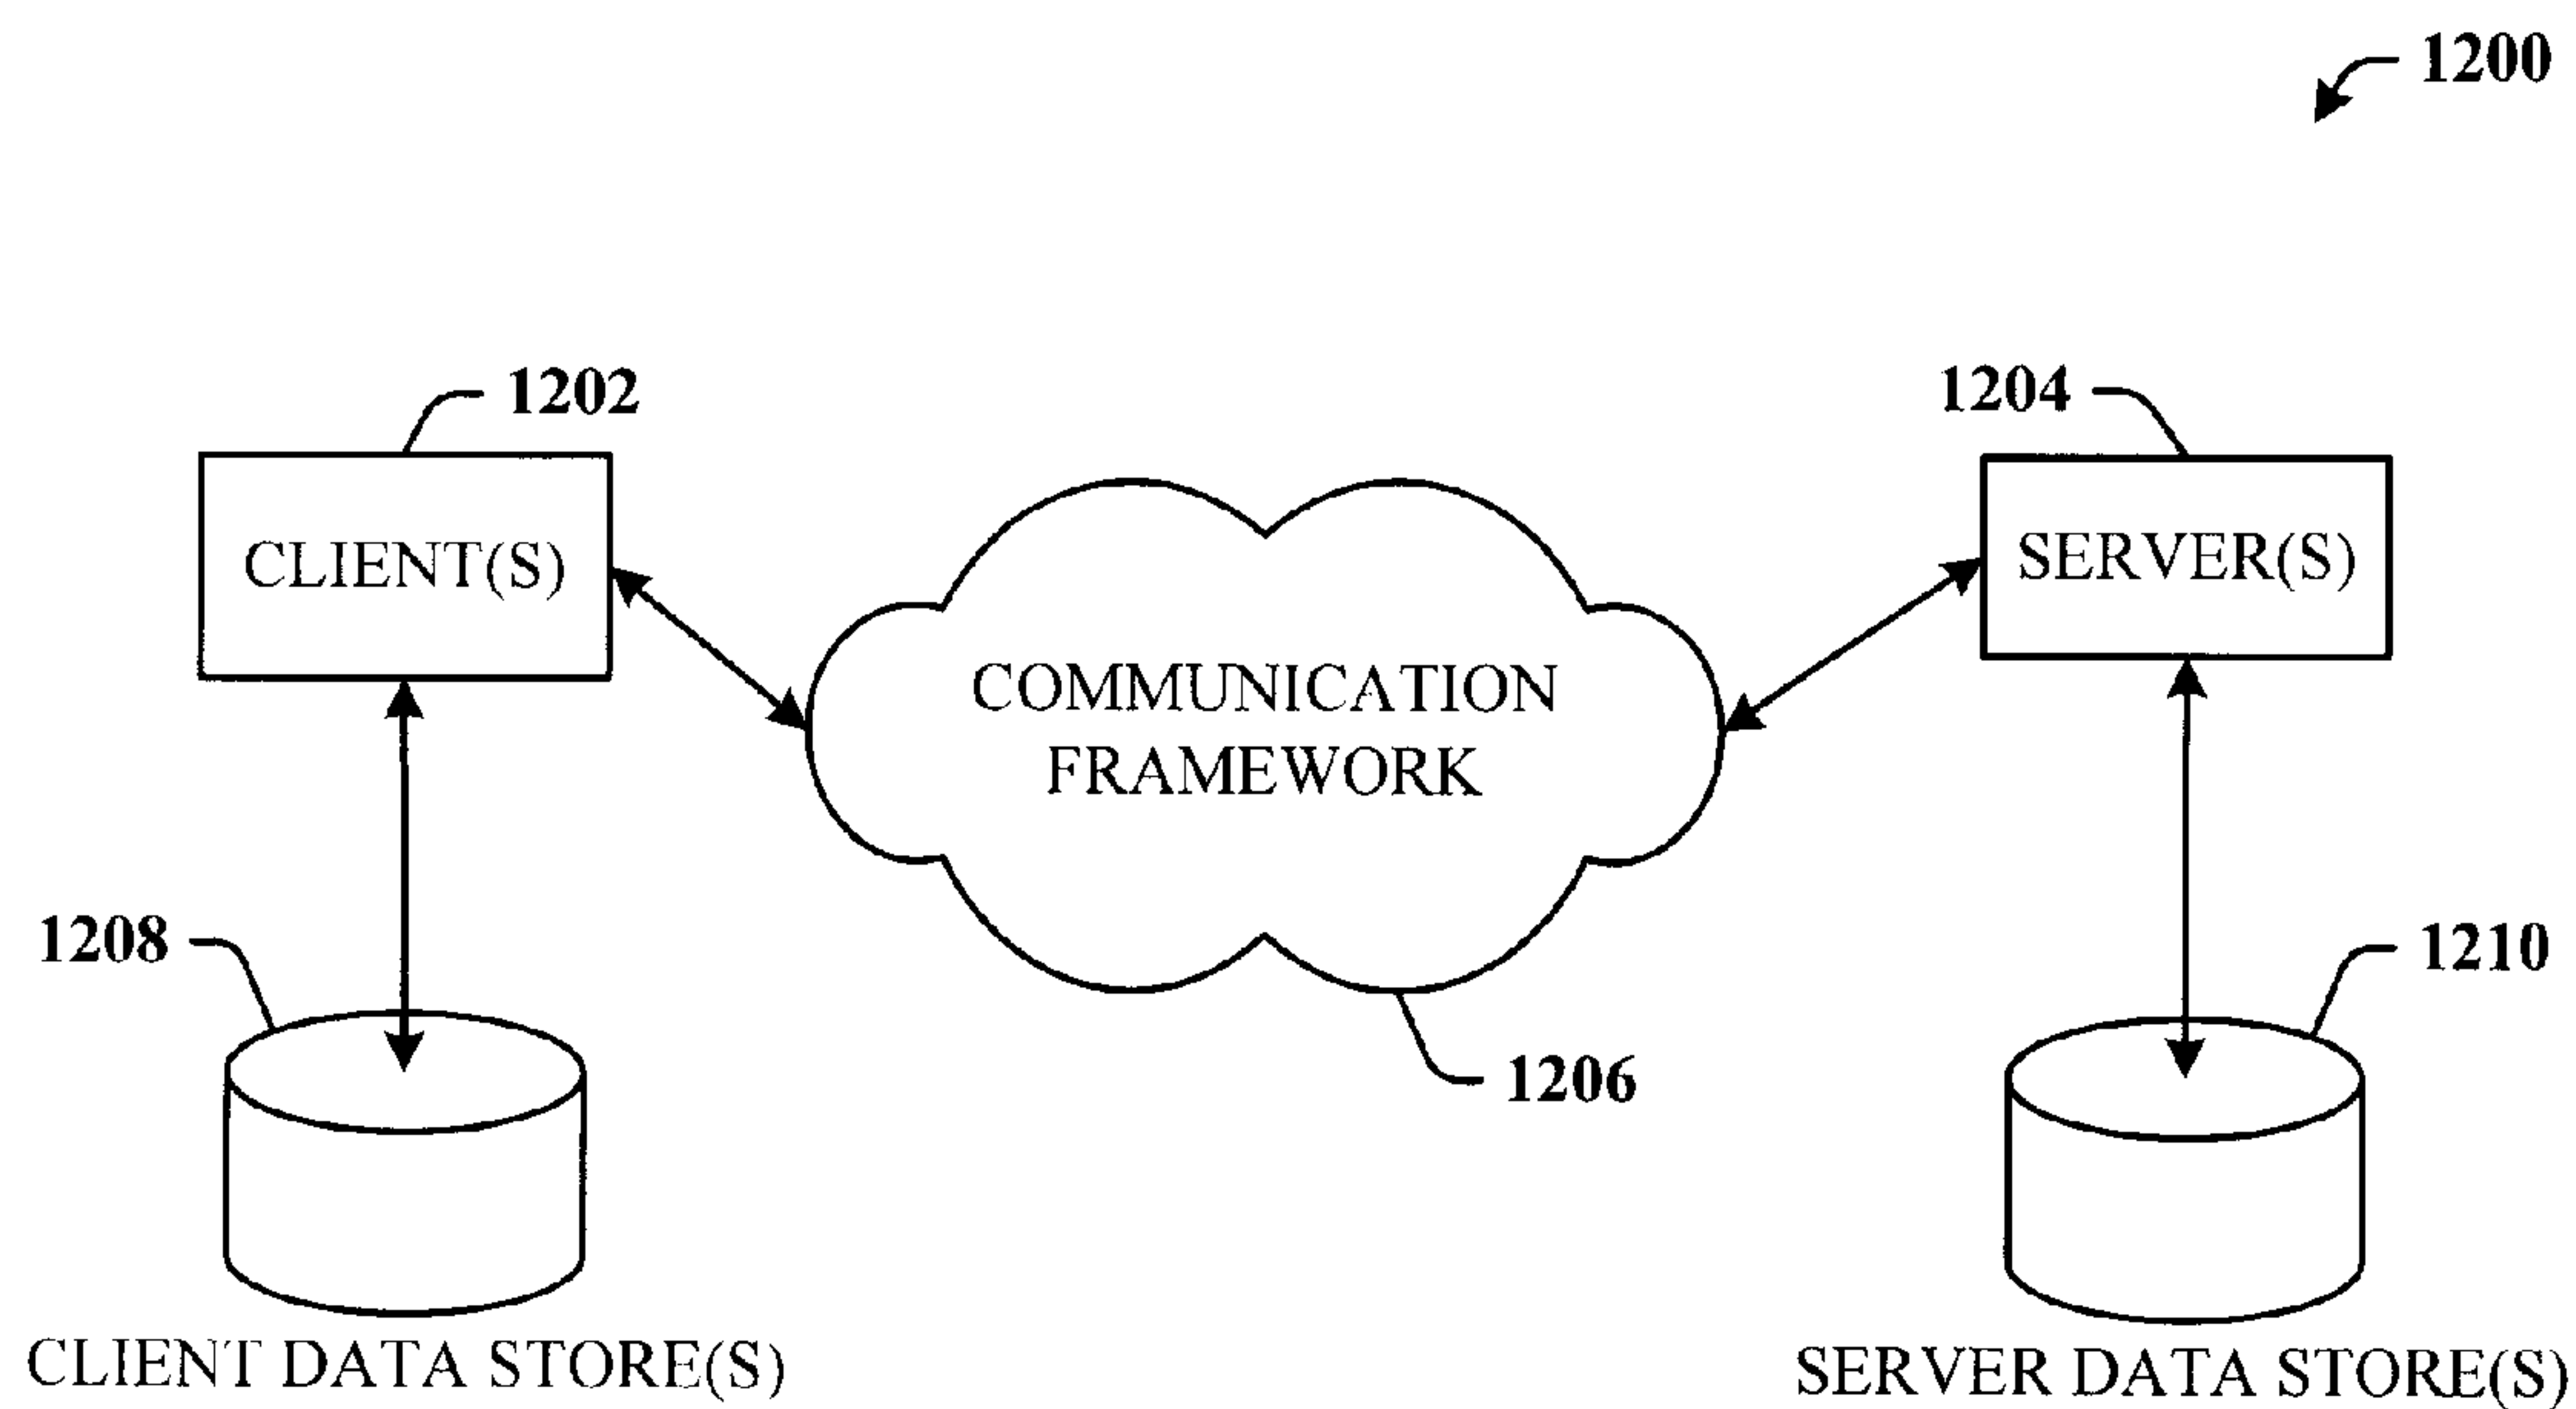 1200
1202
1204
CLIENT(S)
SERVER(S)
COMMUNICATION
FRAMEWORK
1208
1210
1206
CLIENT DATA STORE(S)
SERVER DATA STORE(S)